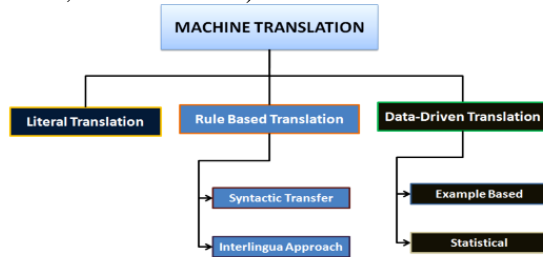 MACHINE TRANSLATION
Literal Translation
Rule Based Translation
Data-Driven Translation
Syntactic Transfer
Example Based
Interlingua Approach
Statistical